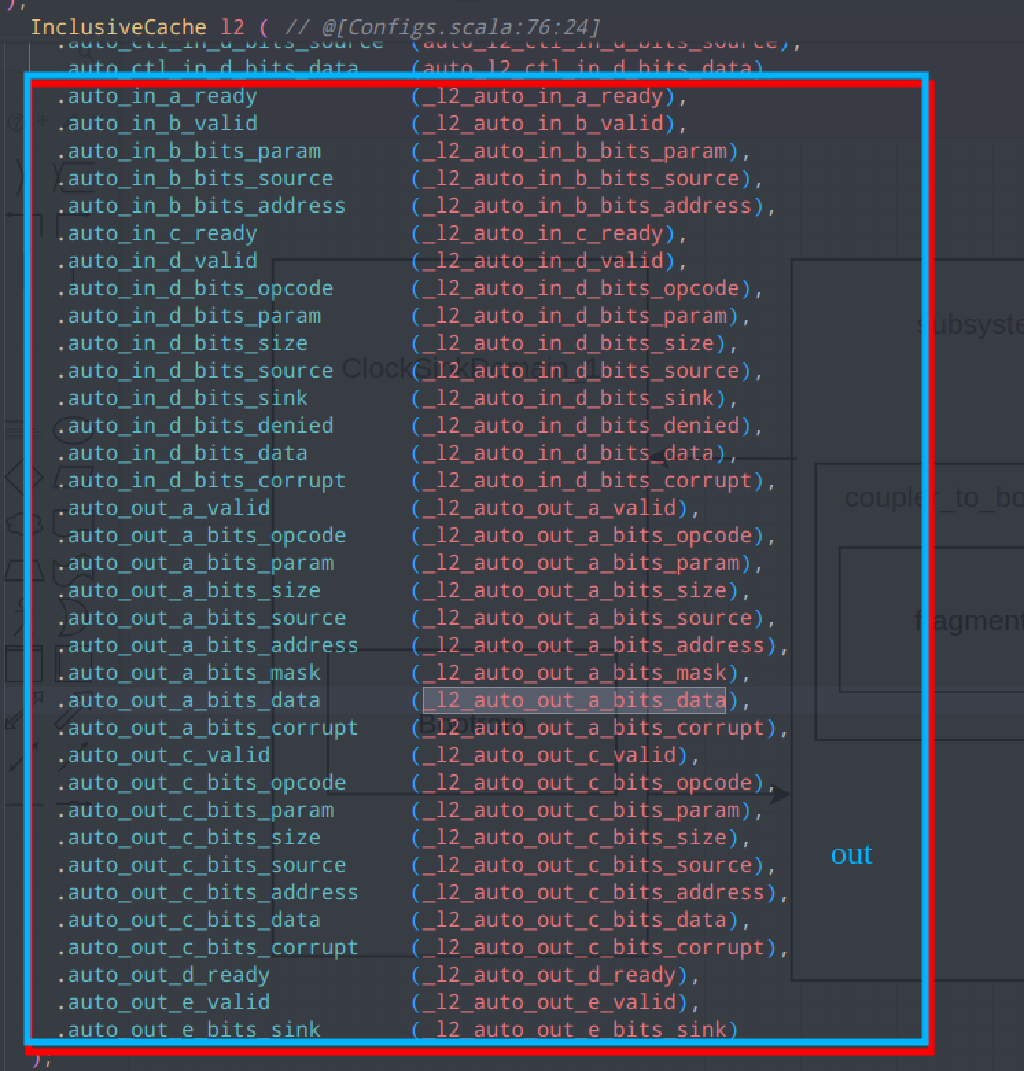 );
InclusiveCache l2 ( // @[Configs.scala:76:24]
.auto_ctl_in_d_bits_source (auto_l2_ctl_in_d_bits_source),
.auto_ctl_in_d_bits_data (auto_l2_ctl_in_d_bits_data),
.auto_in_a_ready (_l2_auto_in_a_ready),
.auto_in_b_valid (_l2_auto_in_b_valid),
.auto_in_b_bits_param (_l2_auto_in_b_bits_param),
.auto_in_b_bits_source (_l2_auto_in_b_bits_source),
.auto_in_b_bits_address (_l2_auto_in_b_bits_address),
.auto_in_c_ready (_l2_auto_in_c_ready),
.auto_in_d_valid (_l2_auto_in_d_valid),
.auto_in_d_bits_opcode (_l2_auto_in_d_bits_opcode),
.auto_in_d_bits_param (_l2_auto_in_d_bits_param),
.auto_in_d_bits_size (_l2_auto_in_d_bits_size),
.auto_in_d_bits_source (_l2_auto_in_d_bits_source),
.auto_in_d_bits_sink (_l2_auto_in_d_bits_sink),
.auto_in_d_bits_denied (_l2_auto_in_d_bits_denied),
.auto_in_d_bits_data (_l2_auto_in_d_bits_data),
.auto_in_d_bits_corrupt (_l2_auto_in_d_bits_corrupt),
.auto_out_a_valid (_l2_auto_out_a_valid),
.auto_out_a_bits_opcode (_l2_auto_out_a_bits_opcode),
.auto_out_a_bits_param (_l2_auto_out_a_bits_param),
.auto_out_a_bits_size (_l2_auto_out_a_bits_size),
.auto_out_a_bits_source (_l2_auto_out_a_bits_source),
.auto_out_a_bits_address (_l2_auto_out_a_bits_address),
.auto_out_a_bits_mask (_l2_auto_out_a_bits_mask),
.auto_out_a_bits_data (_l2_auto_out_a_bits_data),
.auto_out_a_bits_corrupt (_l2_auto_out_a_bits_corrupt),
.auto_out_c_valid (_l2_auto_out_c_valid),
.auto_out_c_bits_opcode (_l2_auto_out_c_bits_opcode),
.auto_out_c_bits_param (_l2_auto_out_c_bits_param),
.auto_out_c_bits_size (_l2_auto_out_c_bits_size),
.auto_out_c_bits_source (_l2_auto_out_c_bits_source),
.auto_out_c_bits_address (_l2_auto_out_c_bits_address),
.auto_out_c_bits_data (_l2_auto_out_c_bits_data),
.auto_out_c_bits_corrupt (_l2_auto_out_c_bits_corrupt),
.auto_out_d_ready (_l2_auto_out_d_ready),
.auto_out_e_valid (_l2_auto_out_e_valid),
.auto_out_e_bits_sink (_l2_auto_out_e_bits_sink)
);
ClockSinkDomain_1
Bootrom
subsyste
coupler_to_bo
fragment
out